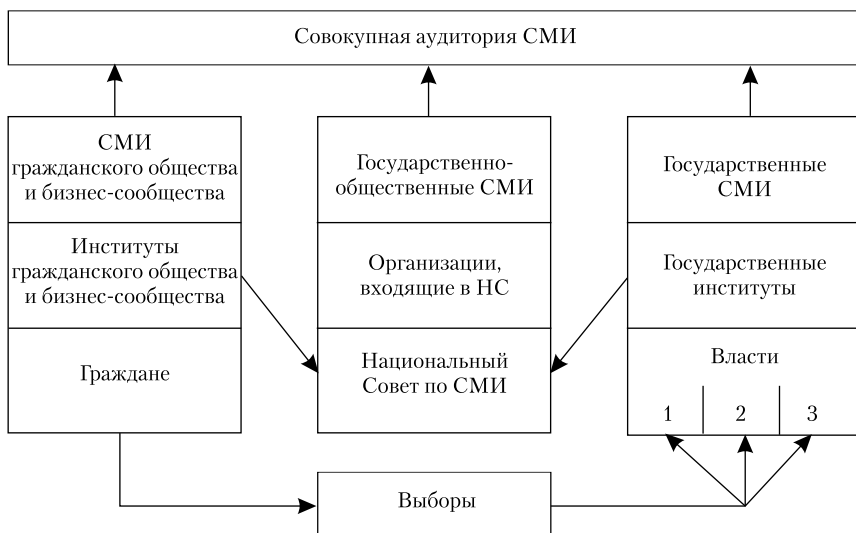 Совокупная аудитория СМИ
СМИ
гражданского общества
и бизнес-сообщества
Институты
гражданского общества
и бизнес-сообщества
Граждане
Государственно-
общественные СМИ
Организации,
входящие в НС
Национальный
Совет по СМИ
Государственные
СМИ
Государственные
институты
Власти
1 2 3
Выборы